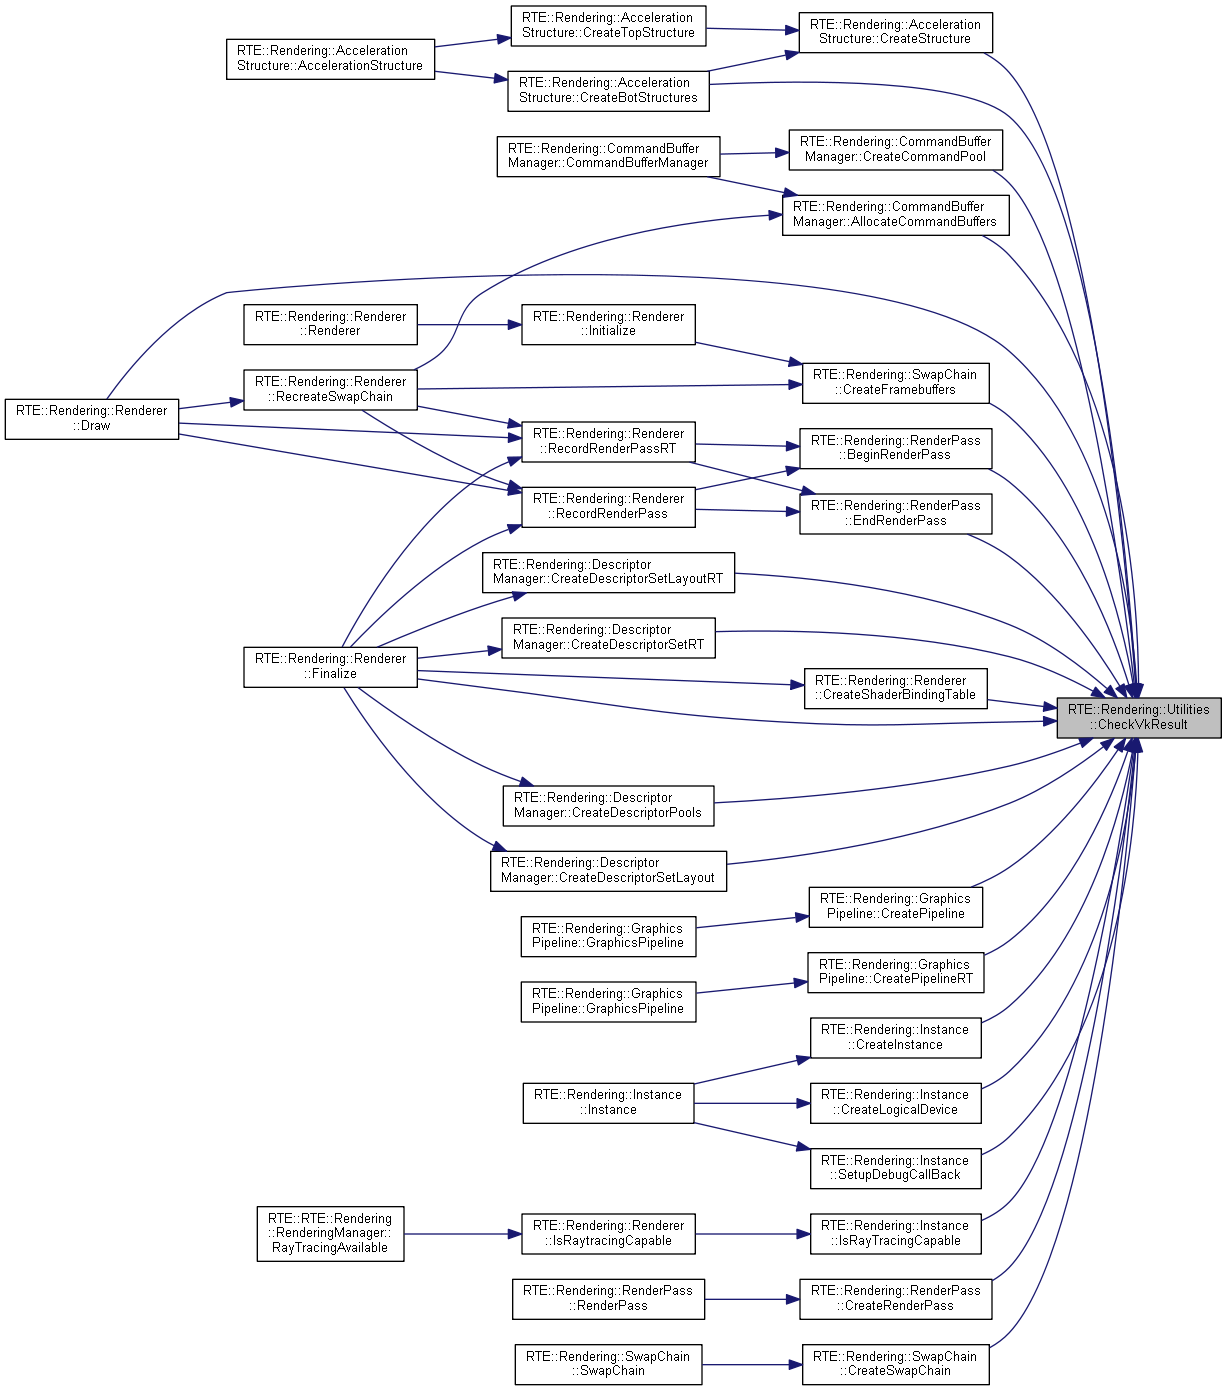 RTE::Rendering::Acceleration
Structure::CreateTopStructure
RTE::Rendering::Acceleration
Structure::CreateStructure
RTE::Rendering::Acceleration
Structure::AccelerationStructure
RTE::Rendering::Acceleration
Structure::CreateBotStructures
RTE::Rendering::CommandBuffer
Manager::CommandBufferManager
RTE::Rendering::CommandBuffer
Manager::CreateCommandPool
RTE::Rendering::CommandBuffer
Manager::AllocateCommandBuffers
RTE::Rendering::Renderer
::Renderer
RTE::Rendering::Renderer
::Initialize
RTE::Rendering::SwapChain
::CreateFramebuffers
RTE::Rendering::Renderer
::RecreateSwapChain
RTE::Rendering::Renderer
::Draw
RTE::Rendering::Renderer
::RecordRenderPassRT
RTE::Rendering::RenderPass
::BeginRenderPass
RTE::Rendering::Renderer
::RecordRenderPass
RTE::Rendering::RenderPass
::EndRenderPass
RTE::Rendering::Descriptor
Manager::CreateDescriptorSetLayoutRT
RTE::Rendering::Descriptor
Manager::CreateDescriptorSetRT
RTE::Rendering::Renderer
::Finalize
RTE::Rendering::Renderer
::CreateShaderBindingTable
RTE::Rendering::Utilities
::CheckVkResult
RTE::Rendering::Descriptor
Manager::CreateDescriptorPools
RTE::Rendering::Descriptor
Manager::CreateDescriptorSetLayout
RTE::Rendering::Graphics
Pipeline::CreatePipeline
RTE::Rendering::Graphics
Pipeline::GraphicsPipeline
RTE::Rendering::Graphics
Pipeline::CreatePipelineRT
RTE::Rendering::Graphics
Pipeline::GraphicsPipeline
RTE::Rendering::Instance
::CreateInstance
RTE::Rendering::Instance
::Instance
RTE::Rendering::Instance
::CreateLogicalDevice
RTE::Rendering::Instance
::SetupDebugCallBack
RTE::RTE::Rendering
::RenderingManager::
RayTracingAvailable
RTE::Rendering::Renderer
::IsRaytracingCapable
RTE::Rendering::Instance
::IsRayTracingCapable
RTE::Rendering::RenderPass
::RenderPass
RTE::Rendering::RenderPass
::CreateRenderPass
RTE::Rendering::SwapChain
::SwapChain
RTE::Rendering::SwapChain
::CreateSwapChain